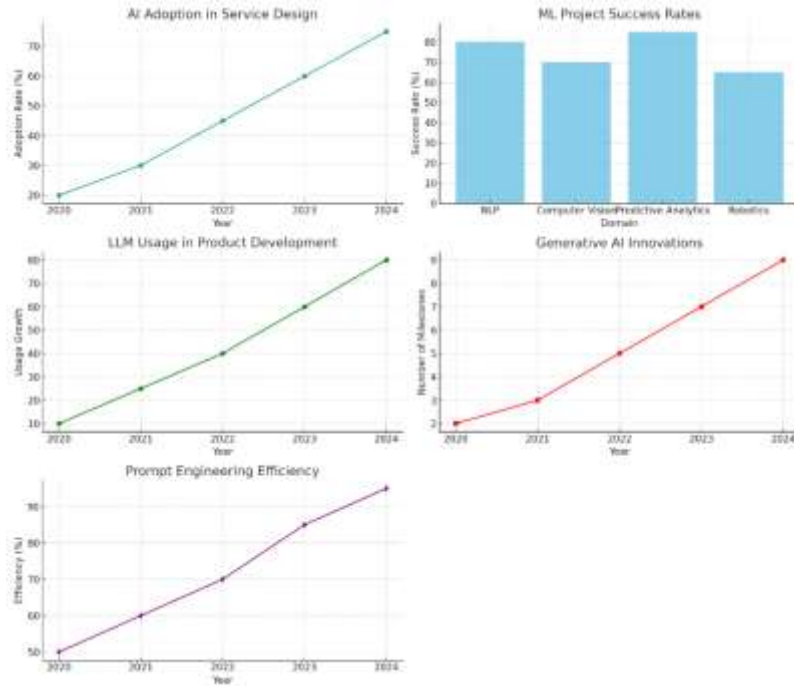 AI Adoption in Service Design
Adoption Rate (%)
70
60
50
40
30
20
2020 2021 2022 2023 2024
Year
ML Project Success Rates
Success Rate (%)
80
70
60
50
40
30
20
10
0
NLP Computer Vision Predictive Analytics Robotics
Domain
LLM Usage in Product Development
Usage Growth
80
70
60
50
40
30
20
10
2020 2021 2022 2023 2024
Year
Generative AI Innovations
Number of Milestones
9
8
7
6
5
4
3
2
2020 2021 2022 2023 2024
Year
Prompt Engineering Efficiency
Efficiency (%)
90
80
70
60
50
2020 2021 2022 2023 2024
Year